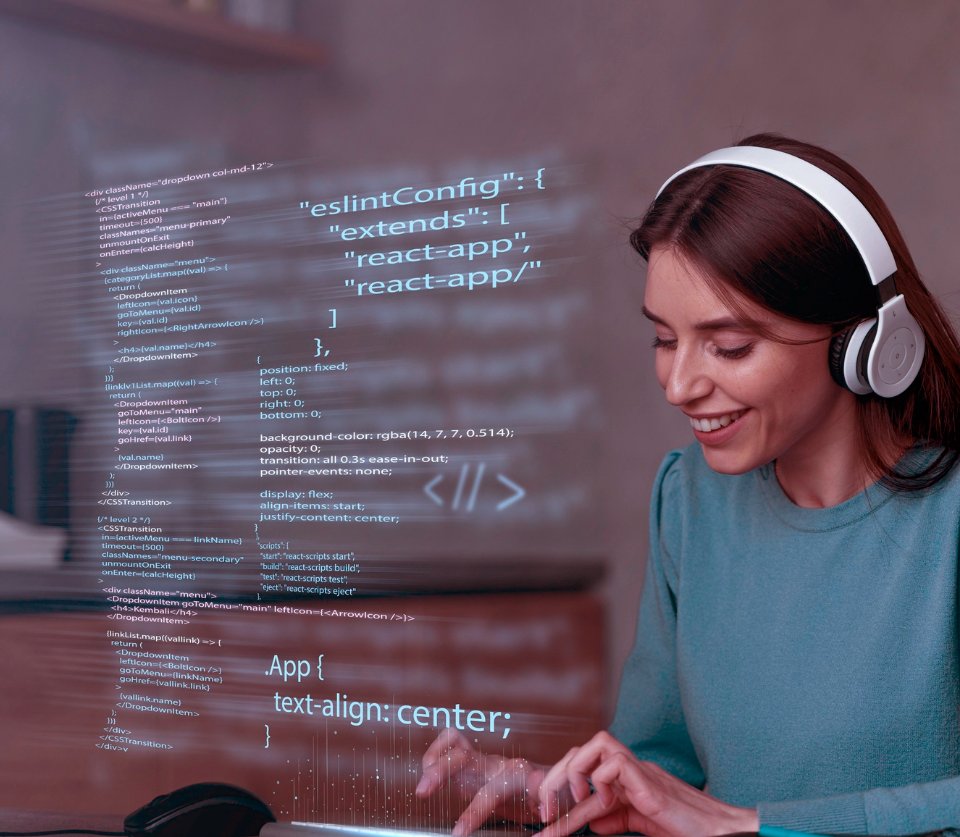 <div className="dropdown col-md-12">
{/* level 1 */}
<CSSTransition
in={activeMenu === "main"}
timeout={500}
classNames="menu-primary"
unmountOnExit
onEnter={calcHeight}
>
<div className="menu">
{categoryList.map((val) => {
return (
<DropdownItem
leftIcon={val.icon}
goToMenu={val.id}
key={val.id}
rightIcon={<RightArrowIcon />}
>
<h4>{val.name}</h4>
</DropdownItem>
);
})}
{linklv1List.map((val) => {
return (
<DropdownItem
goToMenu="main"
leftIcon={<BoltIcon />}
key={val.id}
goHref={val.link}
>
{val.name}
</DropdownItem>
);
})}
</div>
</CSSTransition>
{/* level 2 */}
<CSSTransition
in={activeMenu === linkName}
timeout={500}
classNames="menu-secondary"
unmountOnExit
onEnter={calcHeight}
>
<div className="menu">
<DropdownItem goToMenu="main" leftIcon={<ArrowIcon />}>
<h4>Kembali</h4>
</DropdownItem>
{linkList.map((vallink) => {
return (
<DropdownItem
leftIcon={<BoltIcon />}
goToMenu={linkName}
goHref={vallink.link}
>
{vallink.name}
</DropdownItem>
);
})}
</div>
</CSSTransition>
</div>
"eslintConfig": {
"extends": [
"react-app",
"react-app/"
]
},
{
position: fixed;
left: 0;
top: 0;
right: 0;
bottom: 0;
background-color: rgba(14, 7, 7, 0.514);
opacity: 0;
transition: all 0.3s ease-in-out;
pointer-events: none;
display: flex;
align-items: start;
justify-content: center;
}
"scripts": {
"start": "react-scripts start",
"build": "react-scripts build",
"test": "react-scripts test",
"eject": "react-scripts eject"
},
<//>
.App {
text-align: center;
}